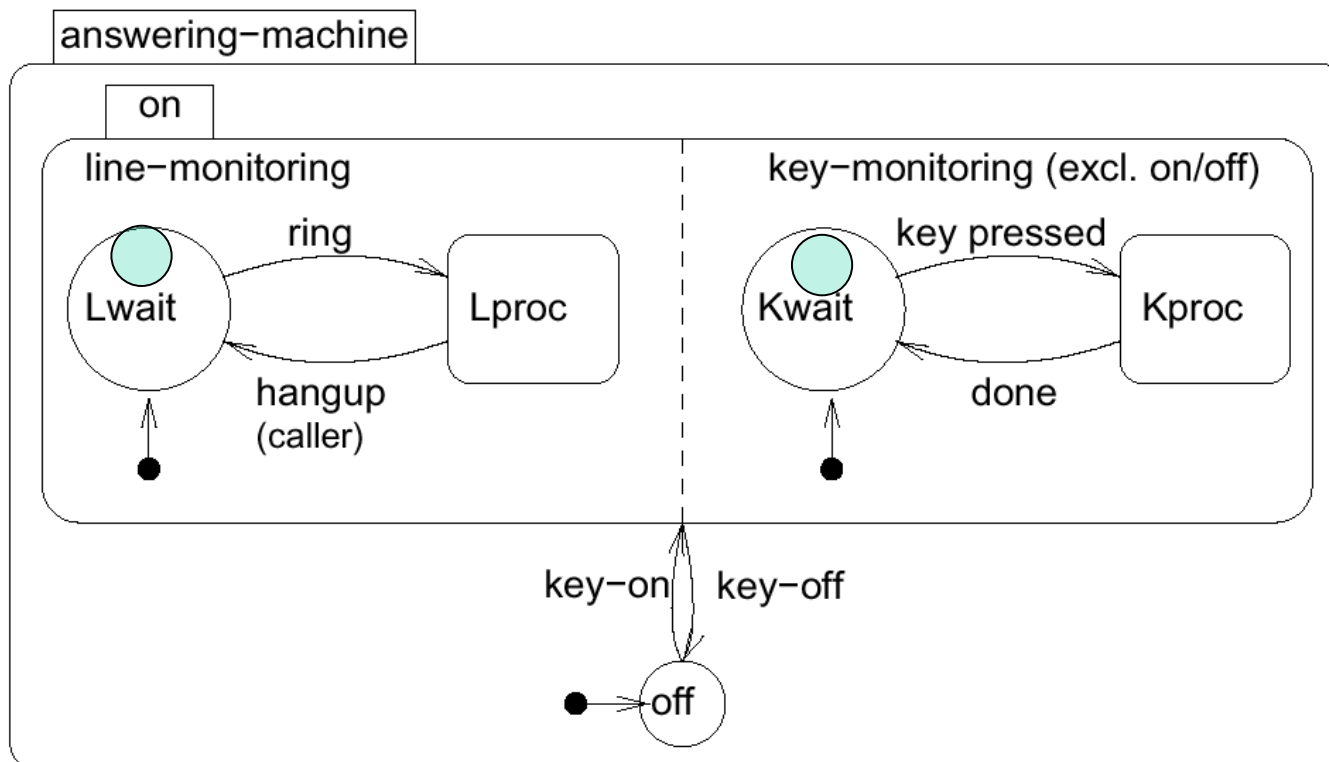 answering−machine
on
line−monitoring
key−monitoring (excl. on/off)
ring
key pressed
Lwait
Lproc
Kwait
Kproc
hangup
(caller)
done
key−on
key−off
off